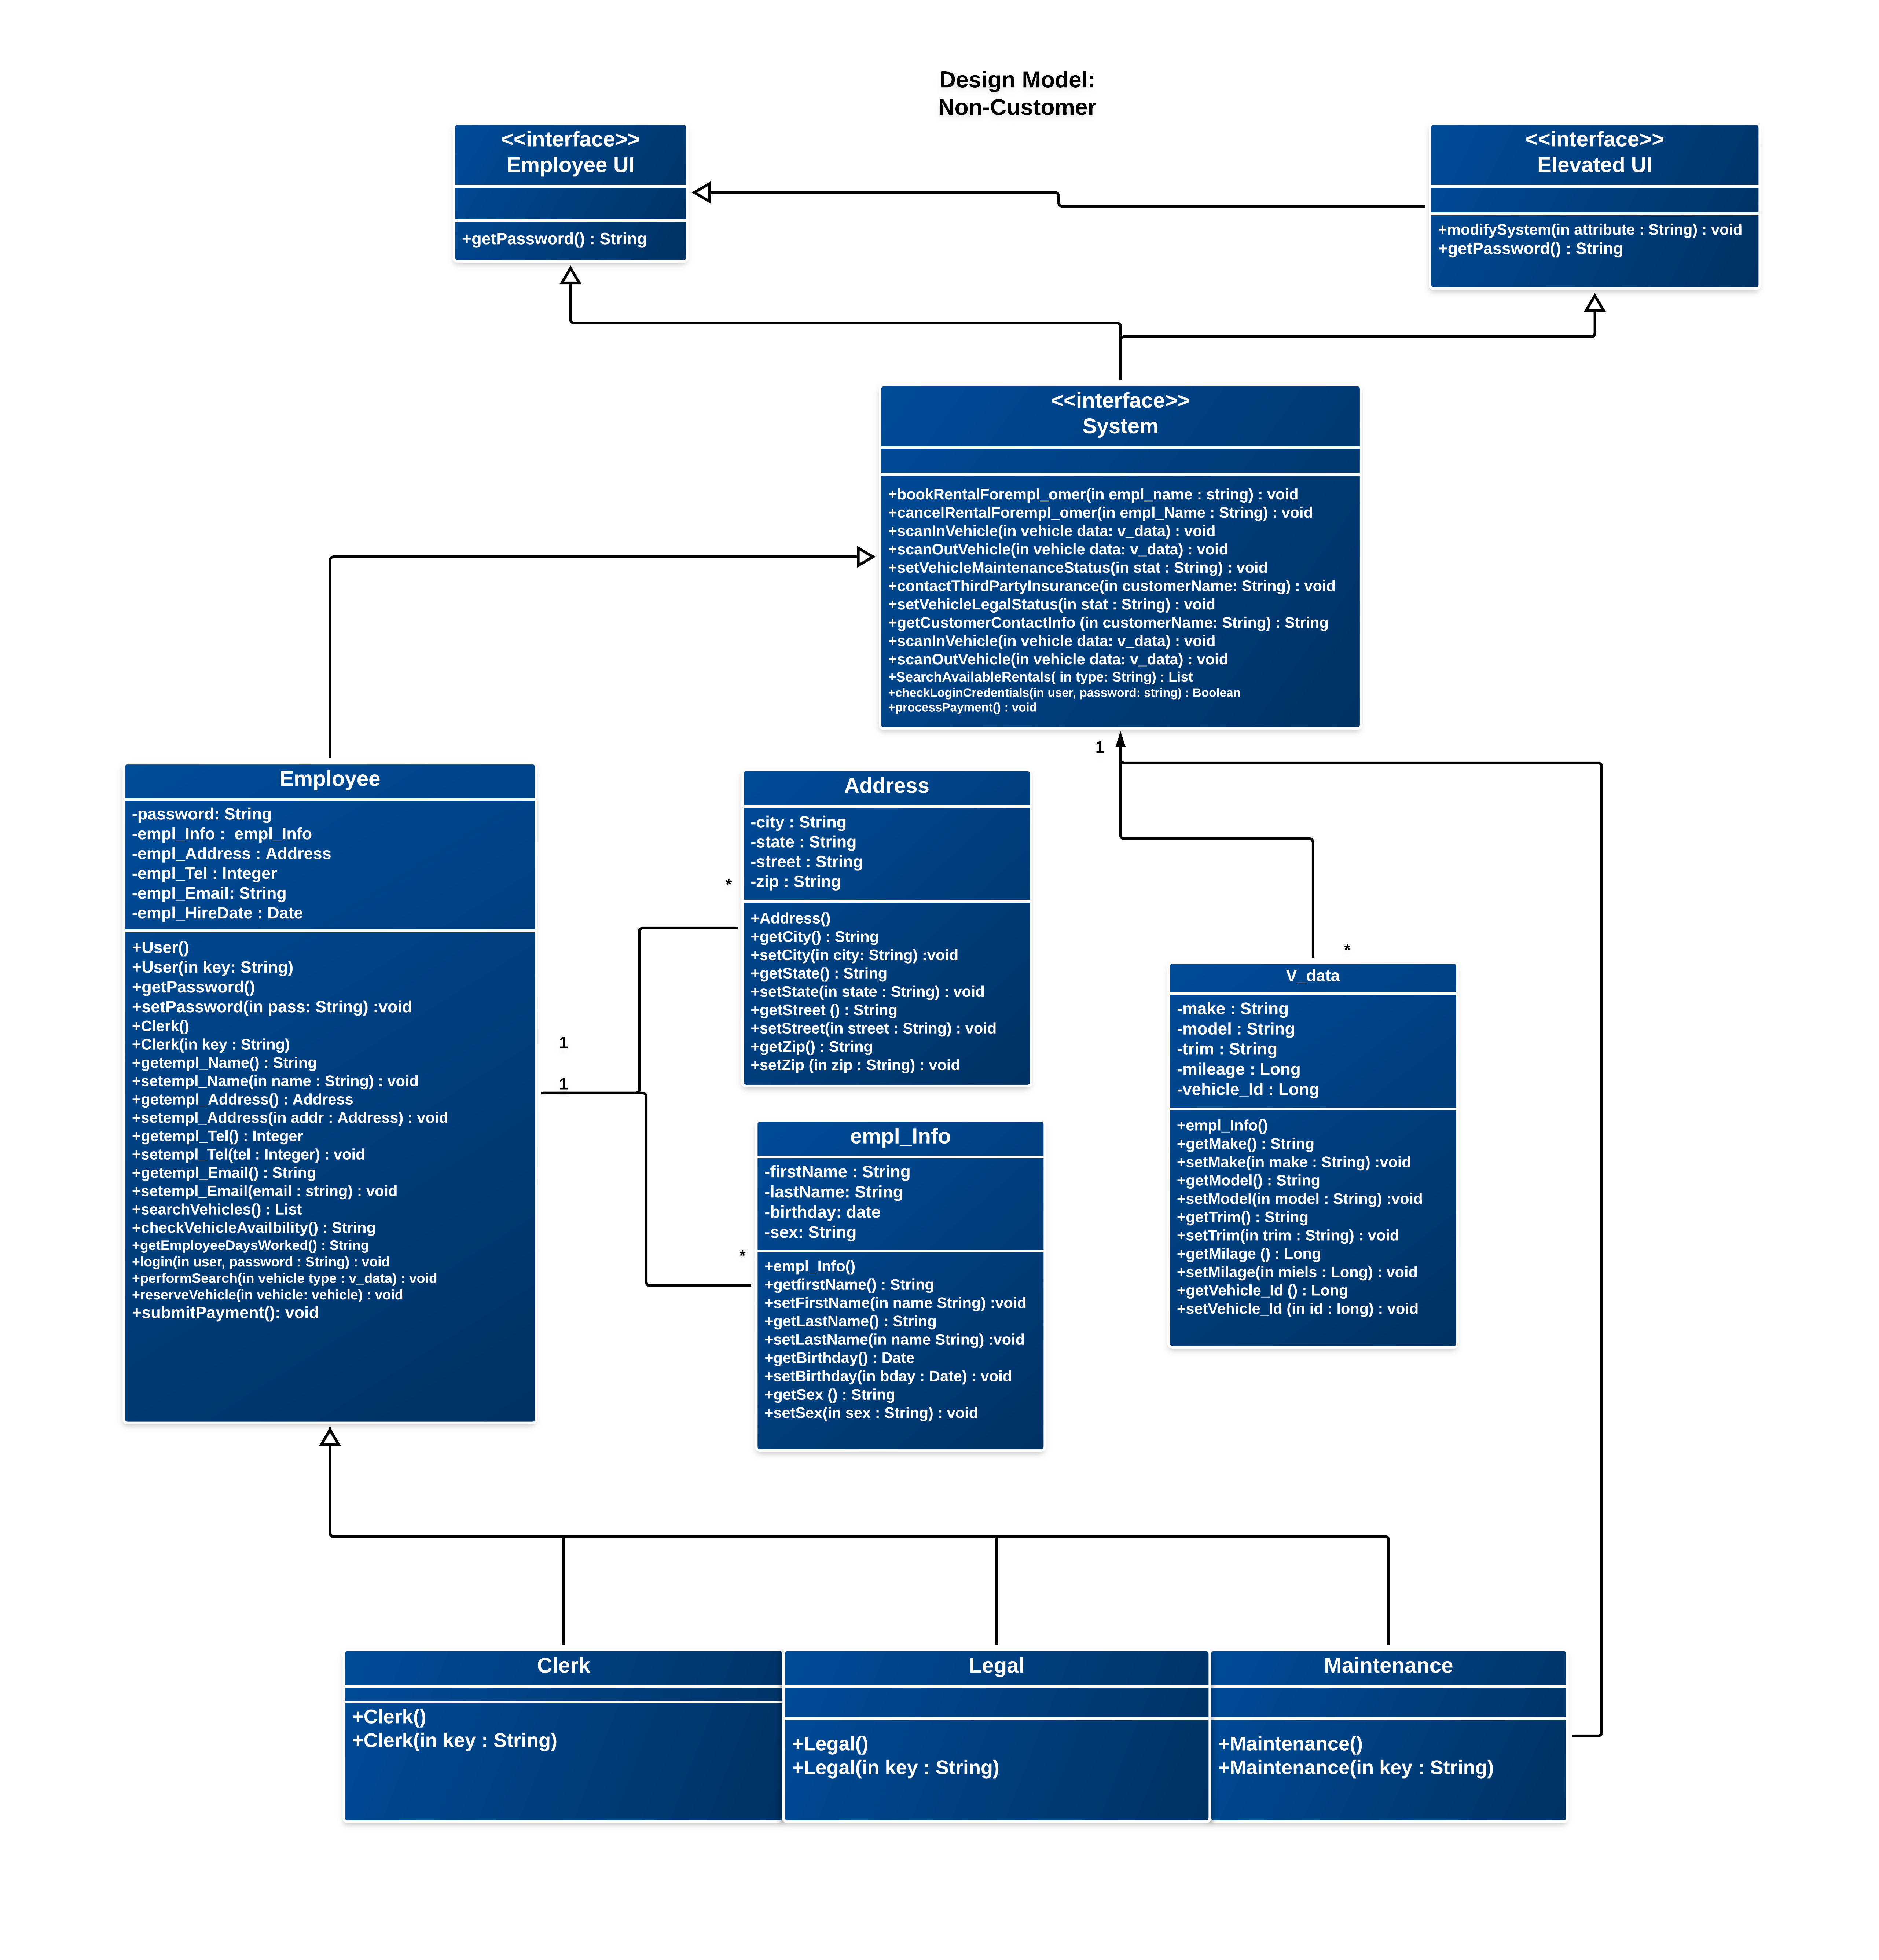 Design Model:
Non-Customer
<<interface>>
Employee UI
+getPassword() : String
<<interface>>
Elevated UI
+modifySystem(in attribute : String) : void
+getPassword() : String
<<interface>>
System
+bookRentalForempl_omer(in empl_name : string) : void
+cancelRentalForempl_omer(in empl_Name : String) : void
+scanInVehicle(in vehicle data: v_data) : void
+scanOutVehicle(in vehicle data: v_data) : void
+setVehicleMaintenanceStatus(in stat : String) : void
+contactThirdPartyInsurance(in customerName: String) : void
+setVehicleLegalStatus(in stat : String) : void
+getCustomerContactInfo (in customerName: String) : String
+scanInVehicle(in vehicle data: v_data) : void
+scanOutVehicle(in vehicle data: v_data) : void
+SearchAvailableRentals( in type: String) : List
+checkLoginCredentials(in user, password: string) : Boolean
+processPayment() : void
1
Employee
-password: String
-empl_Info :  empl_Info
-empl_Address : Address
-empl_Tel : Integer
-empl_Email: String
-empl_HireDate : Date
+User()
+User(in key: String)
+getPassword()
+setPassword(in pass: String) :void
+Clerk()
+Clerk(in key : String)
+getempl_Name() : String
+setempl_Name(in name : String) : void
+getempl_Address() : Address
+setempl_Address(in addr : Address) : void
+getempl_Tel() : Integer
+setempl_Tel(tel : Integer) : void
+getempl_Email() : String
+setempl_Email(email : string) : void
+searchVehicles() : List
+checkVehicleAvailbility() : String
+getEmployeeDaysWorked() : String
+login(in user, password : String) : void
+performSearch(in vehicle type : v_data) : void
+reserveVehicle(in vehicle: vehicle) : void
+submitPayment(): void
1
1
*
Address
-city : String
-state : String
-street : String
-zip : String
+Address()
+getCity() : String
+setCity(in city: String) :void
+getState() : String
+setState(in state : String) : void
+getStreet () : String
+setStreet(in street : String) : void
+getZip() : String
+setZip (in zip : String) : void
*
empl_Info
-firstName : String
-lastName: String
-birthday: date
-sex: String
+empl_Info()
+getfirstName() : String
+setFirstName(in name String) :void
+getLastName() : String
+setLastName(in name String) :void
+getBirthday() : Date
+setBirthday(in bday : Date) : void
+getSex () : String
+setSex(in sex : String) : void
*
V_data
-make : String
-model : String
-trim : String
-mileage : Long
-vehicle_Id : Long
+empl_Info()
+getMake() : String
+setMake(in make : String) :void
+getModel() : String
+setModel(in model : String) :void
+getTrim() : String
+setTrim(in trim : String) : void
+getMilage () : Long
+setMilage(in miels : Long) : void
+getVehicle_Id () : Long
+setVehicle_Id (in id : long) : void
Clerk
+Clerk()
+Clerk(in key : String)
Legal
+Legal()
+Legal(in key : String)
Maintenance
+Maintenance()
+Maintenance(in key : String)